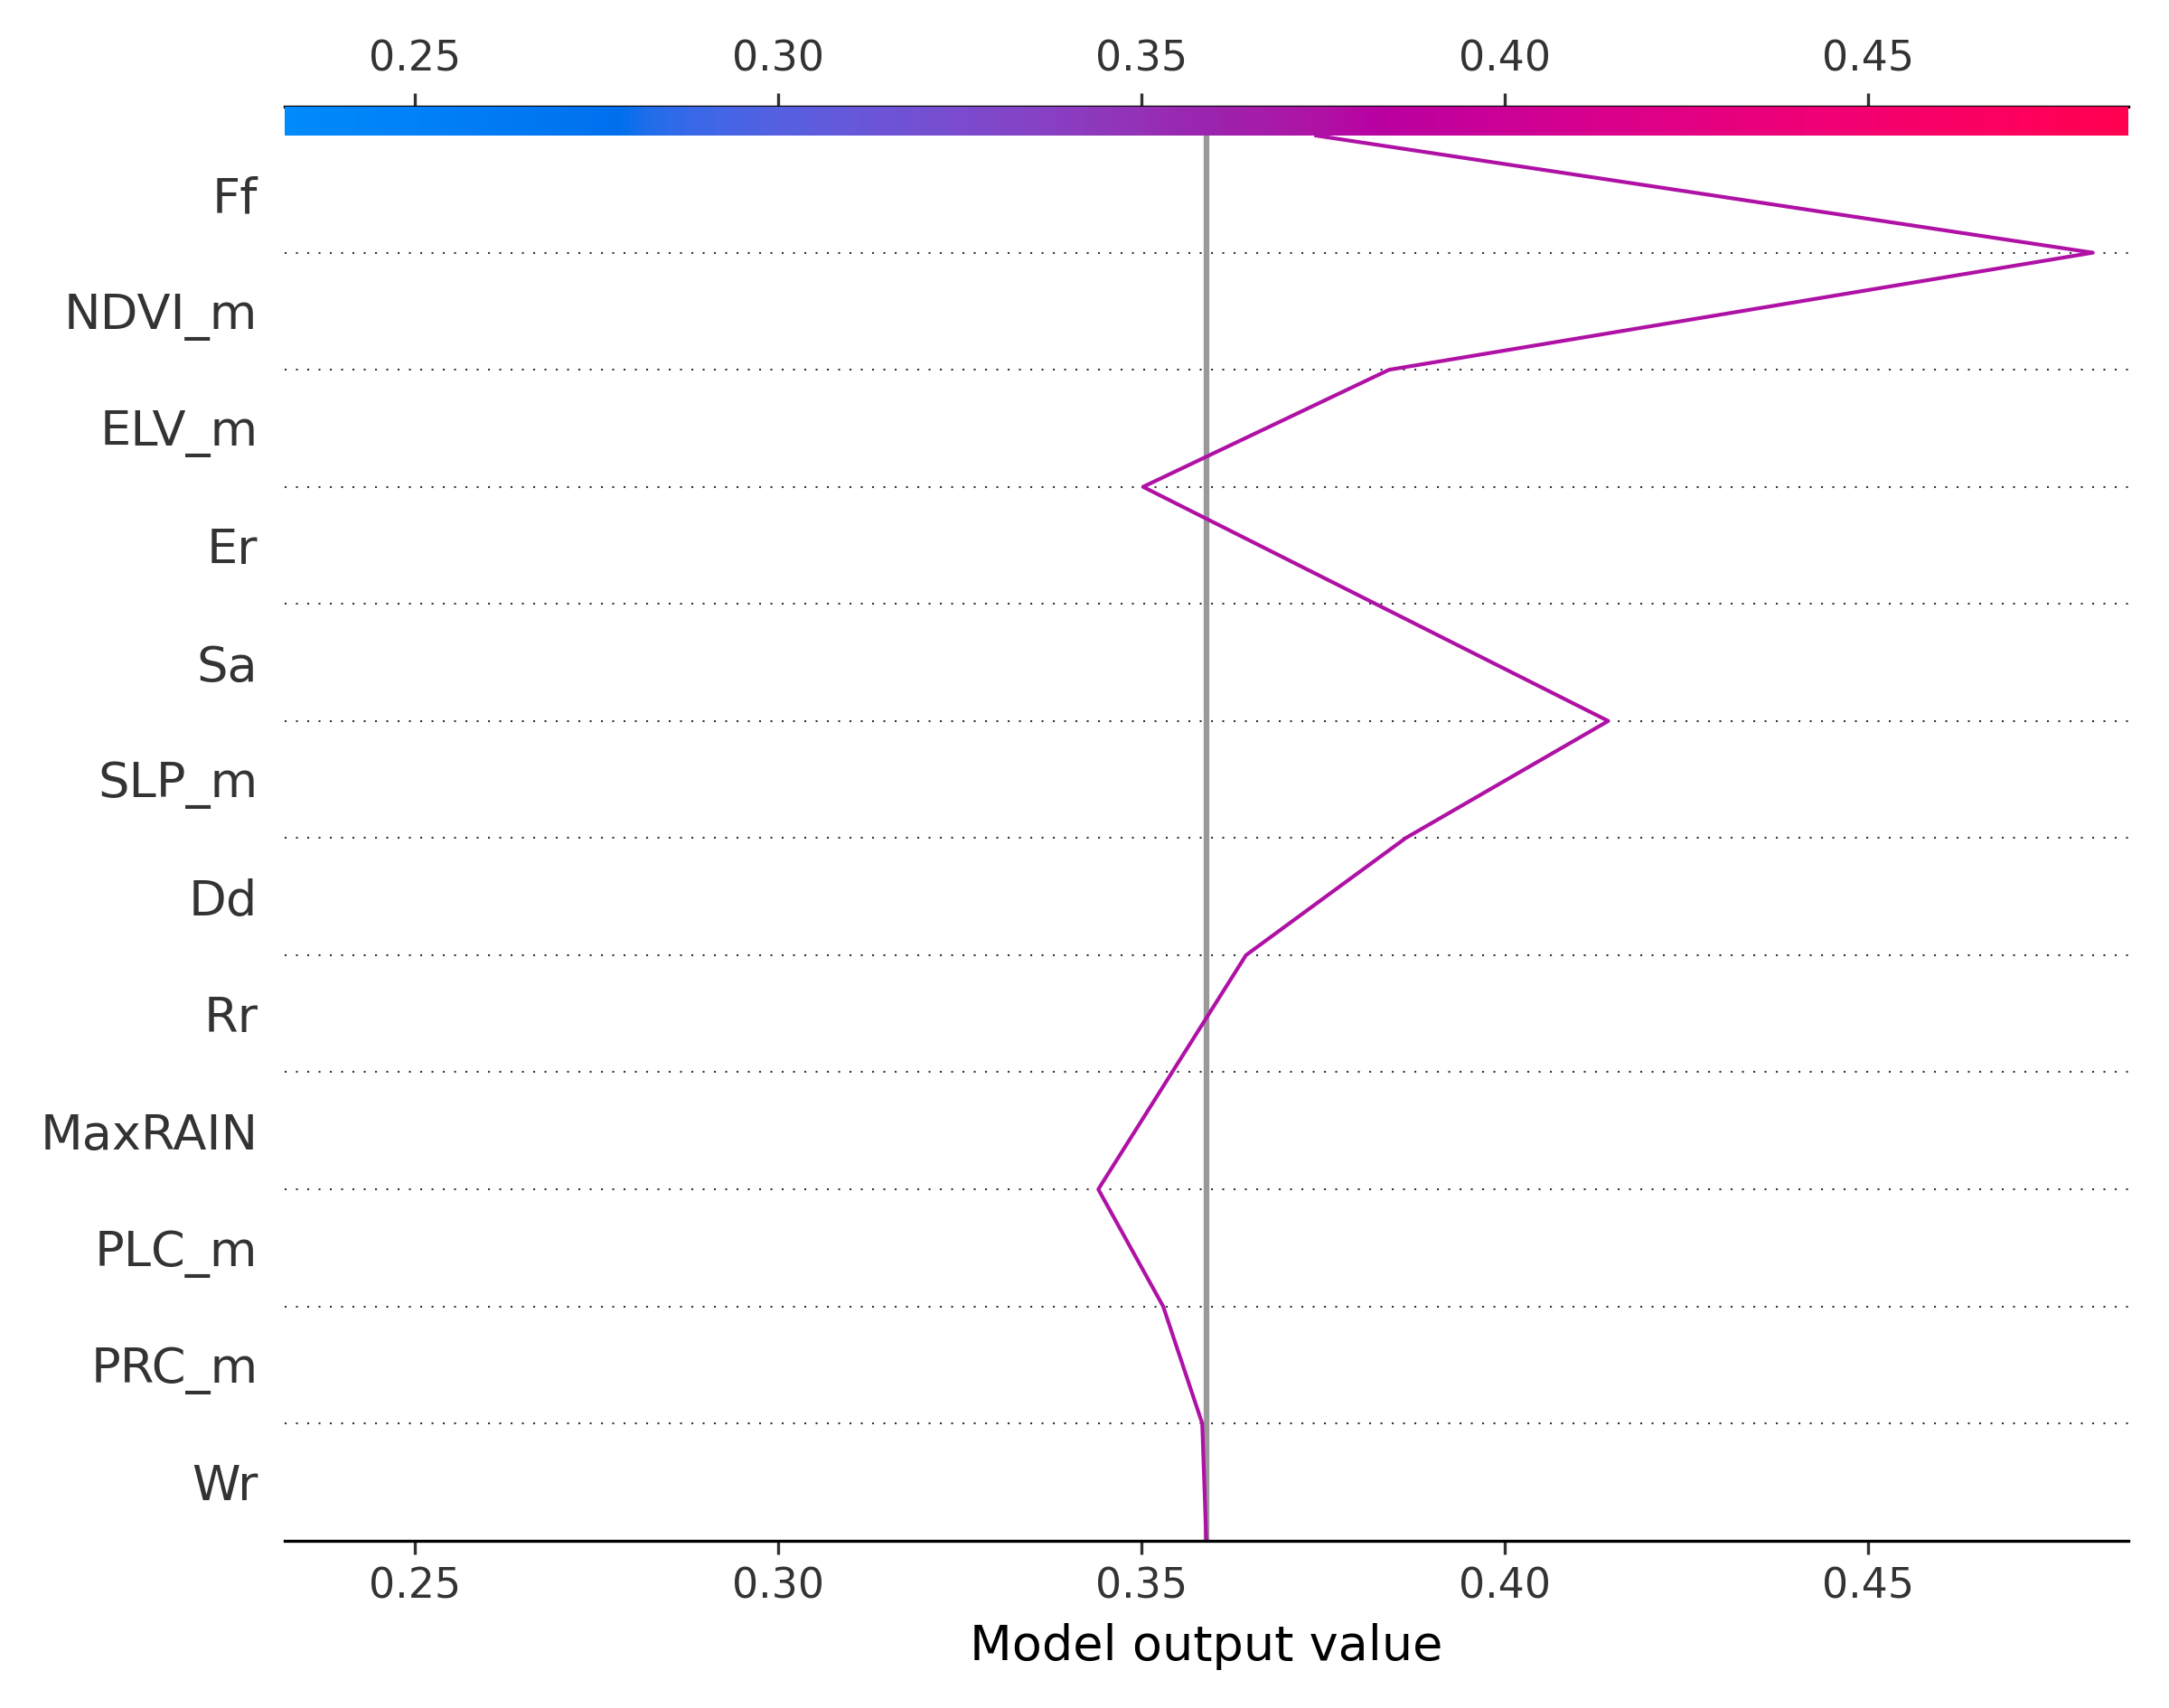 0.25 0.30 0.35 0.40 0.45
Ff
NDVI_m
ELV_m
Er
Sa
SLP_m
Dd
Rr
MaxRAIN
PLC_m
PRC_m
Wr
0.25 0.30 0.35 0.40 0.45
Model output value